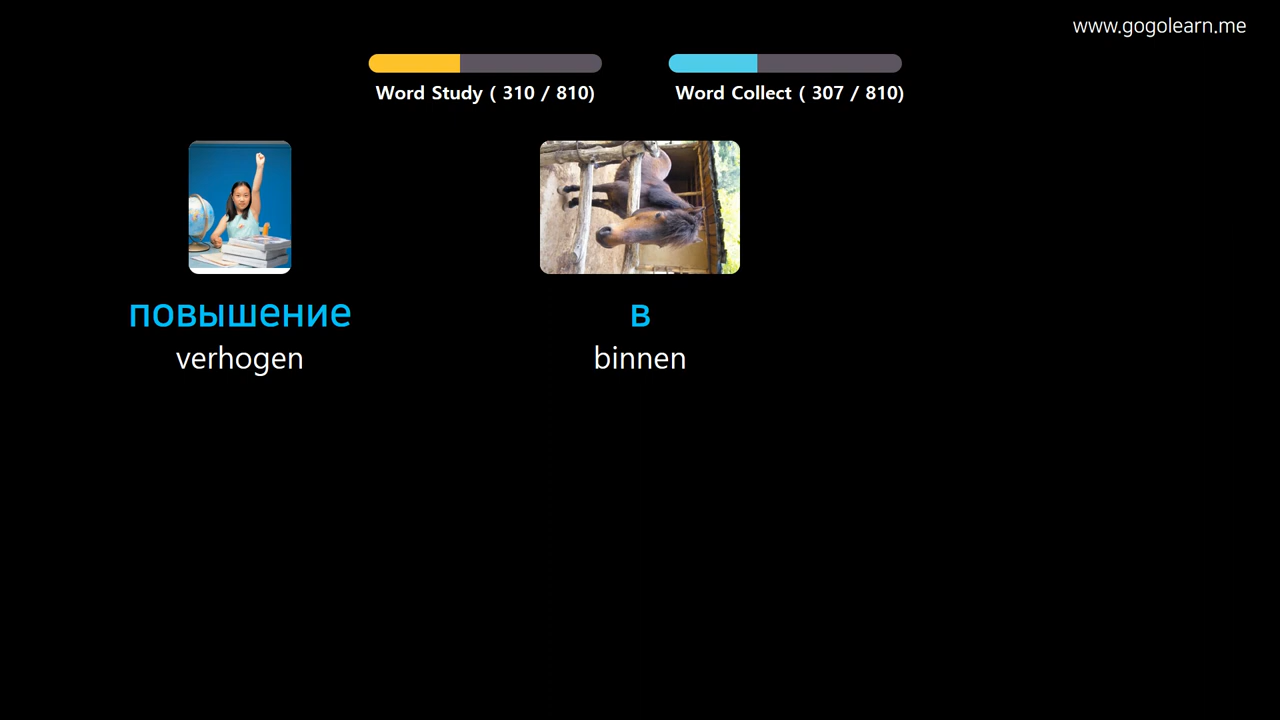 www.gogolearn.me
Word Study ( 310 / 810)
Word Collect ( 307 / 810)
повышение
verhogen
в
binnen